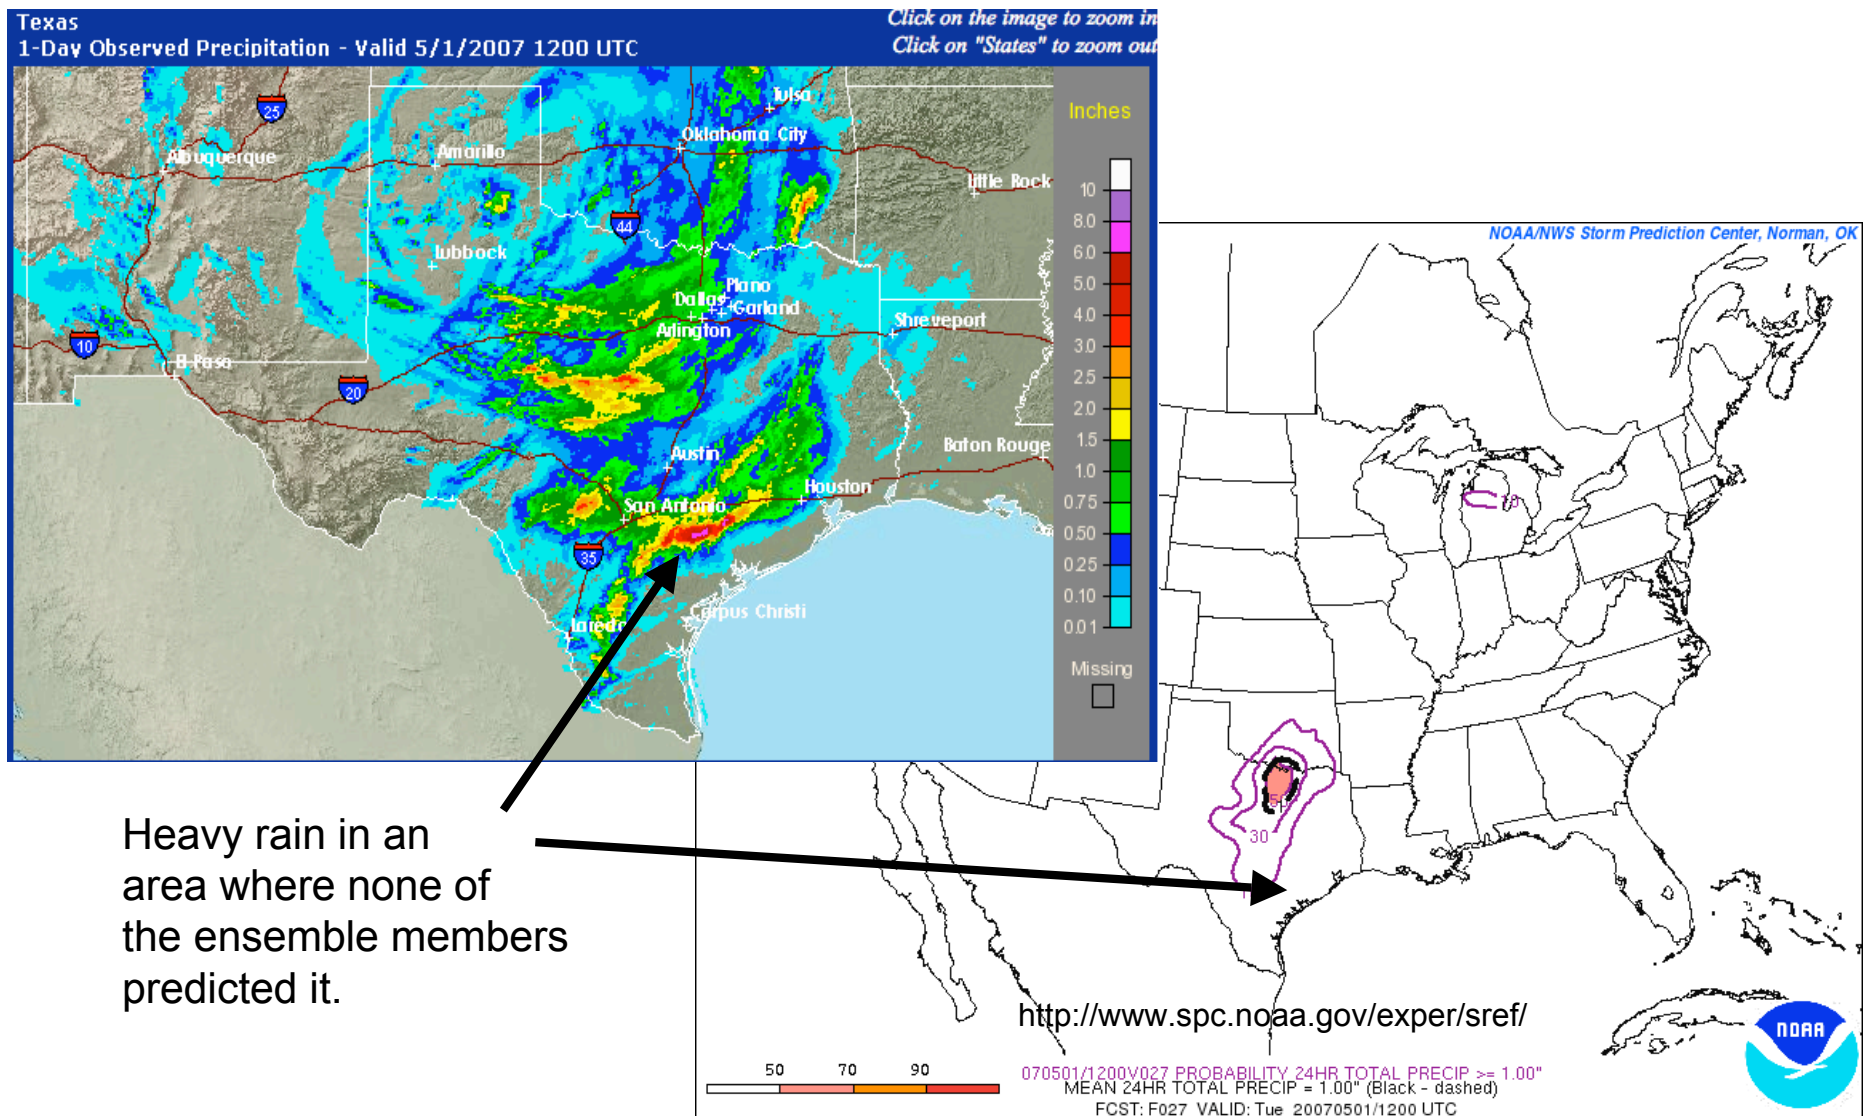 Texas
1-Day Observed Precipitation - Valid 5/1/2007 1200 UTC
Click on the image to zoom in
Click on "States" to zoom out
25
Tulsa
Oklahoma City
Albuquerque
Amarillo
Little Rock
44
Lubbock
Plano
Dallas
Garland
Arlington
Shreveport
10
El Paso
20
Austin
Baton Rouge
Houston
San Antonio
35
Corpus Christi
Laredo
Inches
10
8.0
6.0
5.0
4.0
3.0
2.5
2.0
1.5
1.0
0.75
0.50
0.25
0.10
0.01
Missing
NOAA/NWS Storm Prediction Center, Norman, OK
10
50
30
Heavy rain in an
area where none of
the ensemble members
predicted it.
http://www.spc.noaa.gov/exper/sref/
NOAA
50 70 90
070501/1200V027 PROBABILITY 24HR TOTAL PRECIP >= 1.00"
MEAN 24HR TOTAL PRECIP = 1.00" (Black - dashed)
FCST: F027 VALID: Tue 20070501/1200 UTC